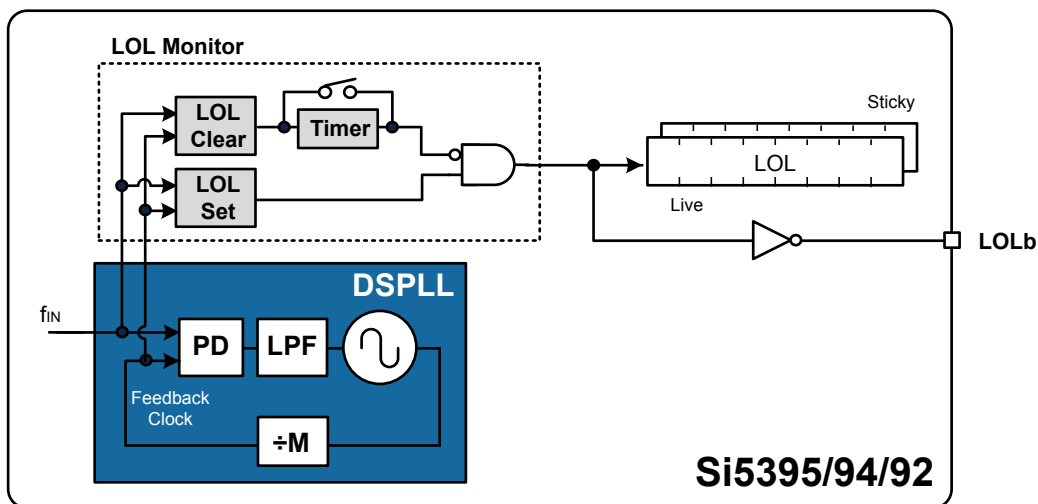 LOL Monitor
LOL
Clear
Timer
LOL
Set
Sticky
LOL
Live
LOLb
DSPLL
fIN
PD
LPF
Feedback
Clock
÷M
Si5395/94/92